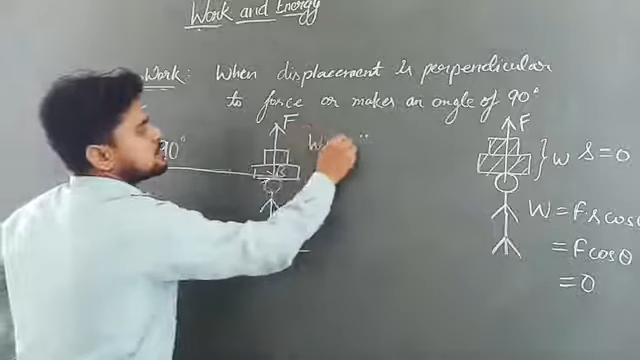 Work and Energy
Work: When displacement is perpendicular
to force or makes an angle of 90°
90°
F
F
W
S = 0
W = F.s cosθ
= F cosθ
= 0